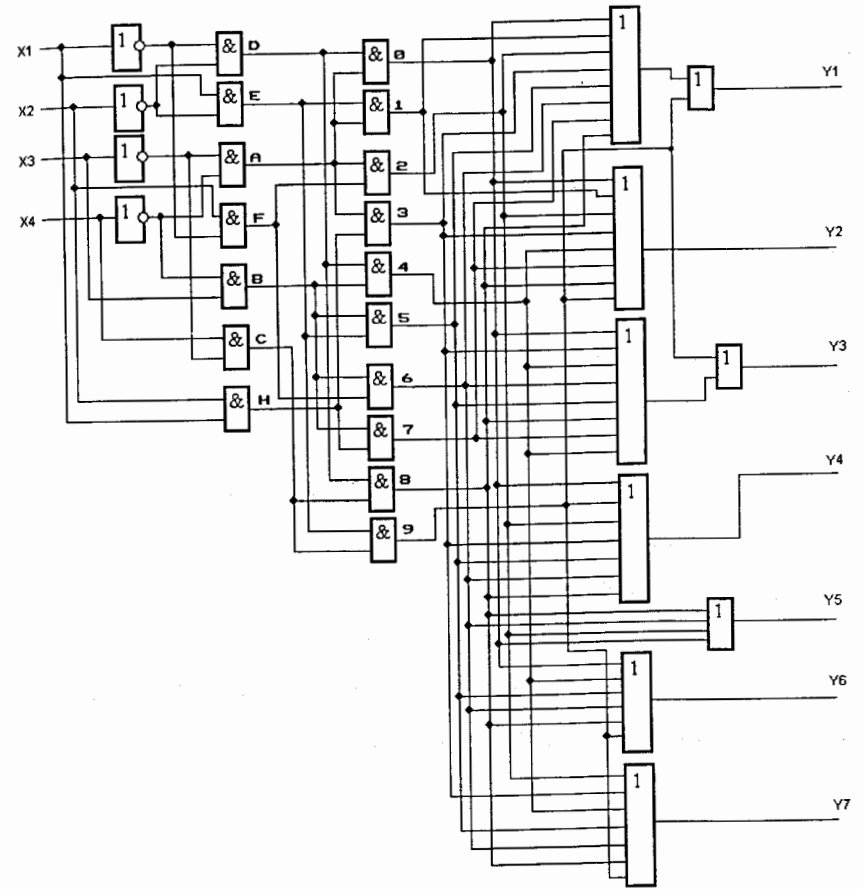 X1 1 & D & 0 1 1 Y1
X2 1 & E & 1
X3 1 & A & 2 1
X4 1 & F & 3 Y2
& B & 4
& 5 1
& C 1 Y3
& 6
& H & 7
& 8 1 Y4
& 9
1 Y5
1 Y6
1 Y7